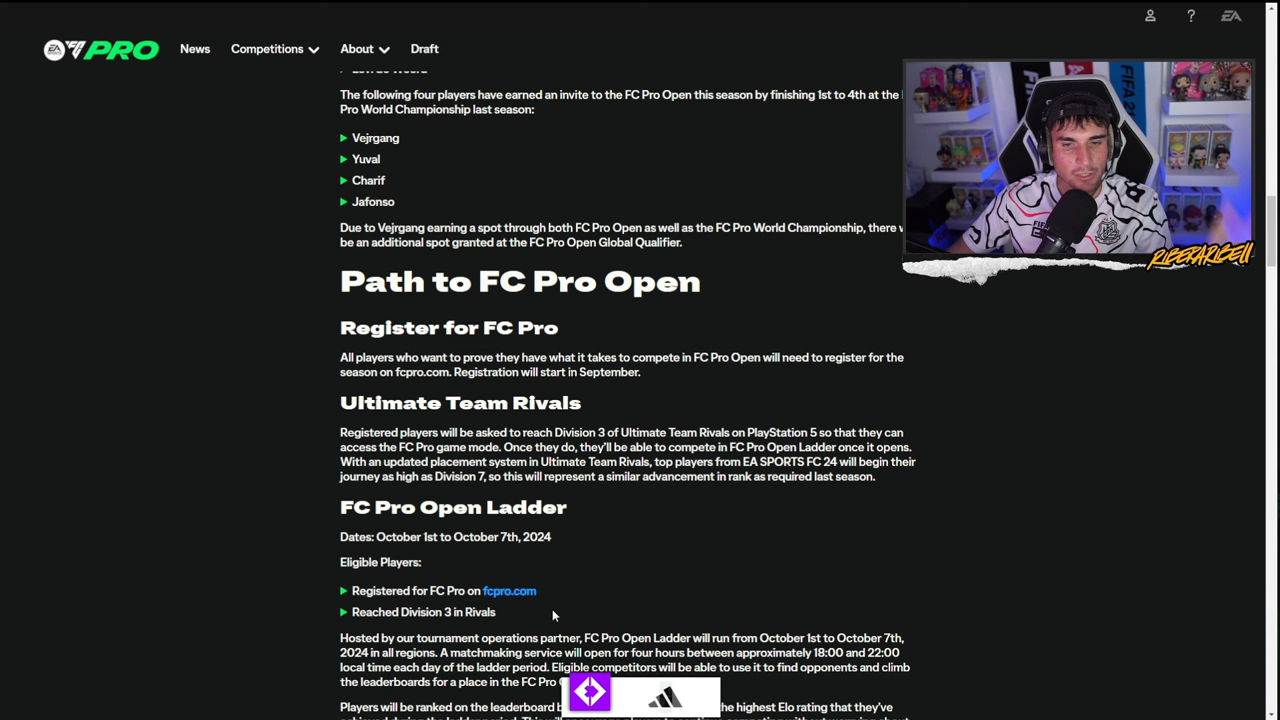 PRO
News
Competitions
About
Draft
?
EA
The following four players have earned an invite to the FC Pro Open this season by finishing 1st to 4th at the
Pro World Championship last season:
Vejrgang
Yuval
Charif
Jafonso
Due to Vejrgang earning a spot through both FC Pro Open as well as the FC Pro World Championship, there
be an additional spot granted at the FC Pro Open Global Qualifier.
RIBERARIBELL
Path to FC Pro Open
Register for FC Pro
All players who want to prove they have what it takes to compete in FC Pro Open will need to register for the
season on fcpro.com. Registration will start in September.
Ultimate Team Rivals
Registered players will be asked to reach Division 3 of Ultimate Team Rivals on PlayStation 5 so that they can
access the FC Pro game mode. Once they do, they'll be able to compete in FC Pro Open Ladder once it opens.
With an updated placement system in Ultimate Team Rivals, top players from EA SPORTS FC 24 will begin their
journey as high as Division 7, so this will represent a similar advancement in rank as required last season.
FC Pro Open Ladder
Dates: October 1st to October 7th, 2024
Eligible Players:
Registered for FC Pro on fcpro.com
Reached Division 3 in Rivals
Hosted by our tournament operations partner, FC Pro Open Ladder will run from October 1st to October 7th,
2024 in all regions. A matchmaking service will open for four hours between approximately 18:00 and 22:00
local time each day of the ladder period. Eligible competitors will be able to use it to find opponents and climb
the leaderboards for a place in the FC Pro
Players will be ranked on the leaderboard
the highest Elo rating that they've